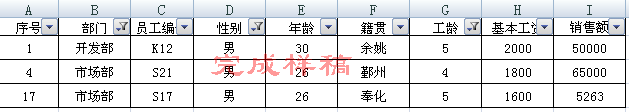 A B C D E F G H I
序号 部门 员工编 性别 年龄 籍贯 工龄 基本工资 销售额
1 开发部 K12 男 30 余姚 5 2000 50000
4 市场部 S21 男 26 鄞州 4 1800 65000
17 市场部 S17 男 26 奉化 5 1600 5263
完成样稿